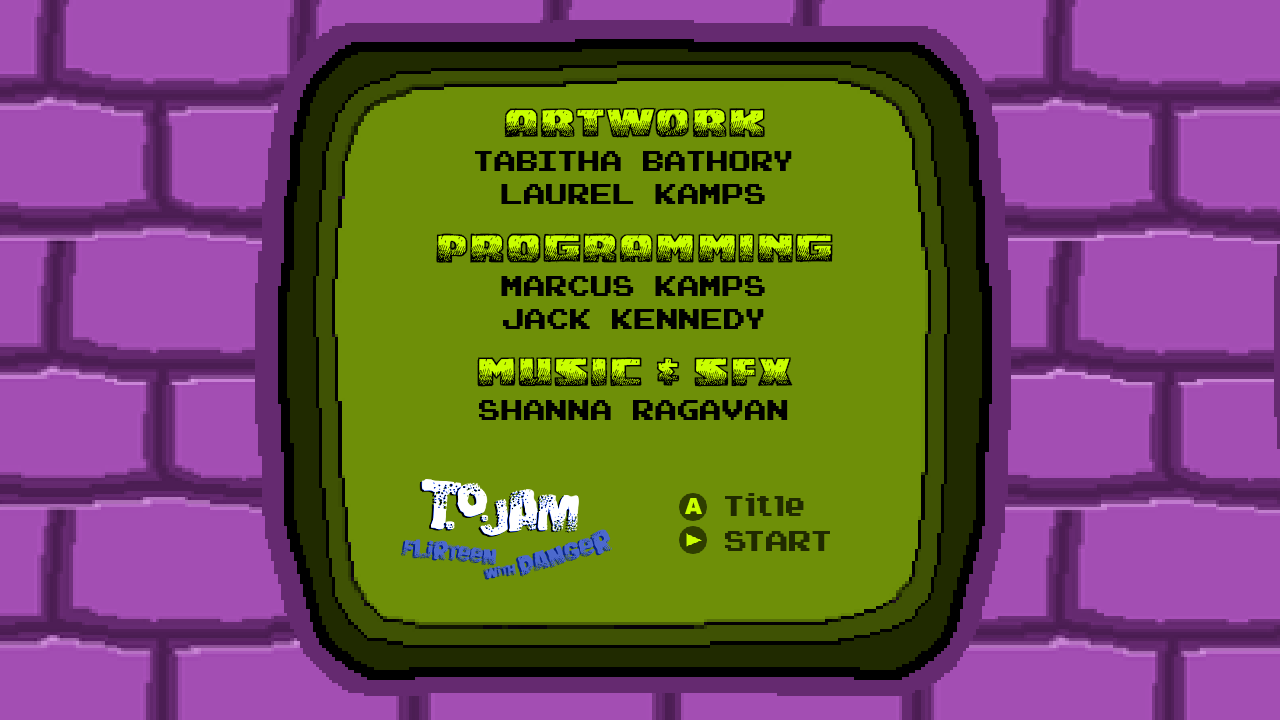 ARTWORK
TABITHA BATHORY
LAUREL KAMPS
PROGRAMMING
MARCUS KAMPS
JACK KENNEDY
MUSIC & SFX
SHANNA RAGAVAN
T.O.JAM
FLiRTEEN
WITH DANGER
A Title
START